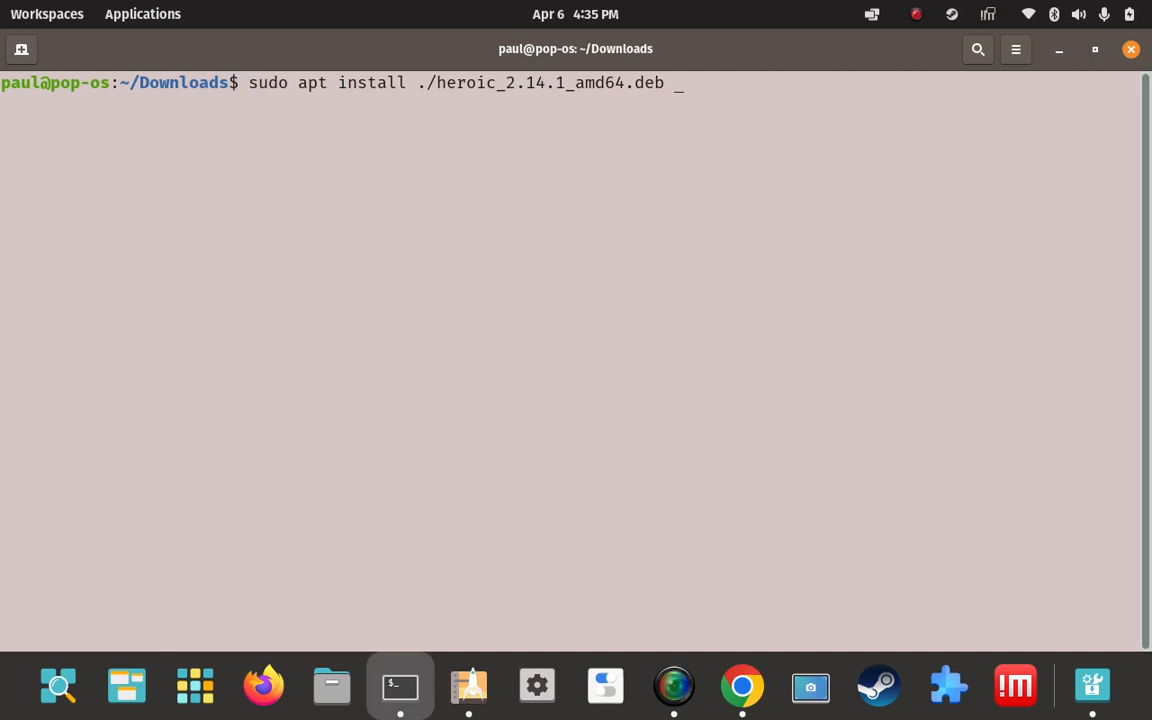 Workspaces Applications Apr 6 4:35 PM
paul@pop-os: ~/Downloads
paul@pop-os:~/Downloads$ sudo apt install ./heroic_2.14.1_amd64.deb _
$_
!M